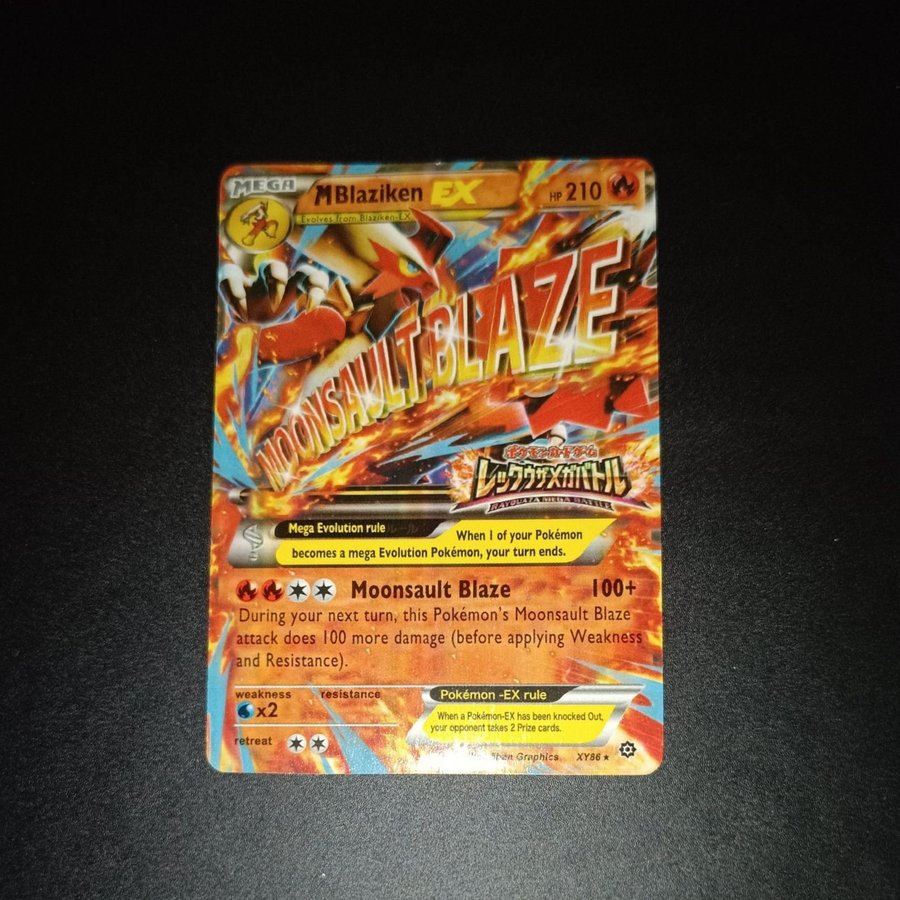 MEGA
MBlaziken EX
HP 210
Evolves from Blaziken-EX
MOONSAULT BLAZE
ポケモンカードゲーム
レックウザメガバトル
RAYQUAZA MEGA BATTLE
Mega Evolution rule
When 1 of your Pokémon
becomes a mega Evolution Pokémon, your turn ends.
Moonsault Blaze 100+
During your next turn, this Pokémon's Moonsault Blaze
attack does 100 more damage (before applying Weakness
and Resistance).
weakness resistance
x2
Pokémon -EX rule
When a Pokémon-EX has been knocked Out,
your opponent takes 2 Prize cards.
retreat
Graphics XY86 ★